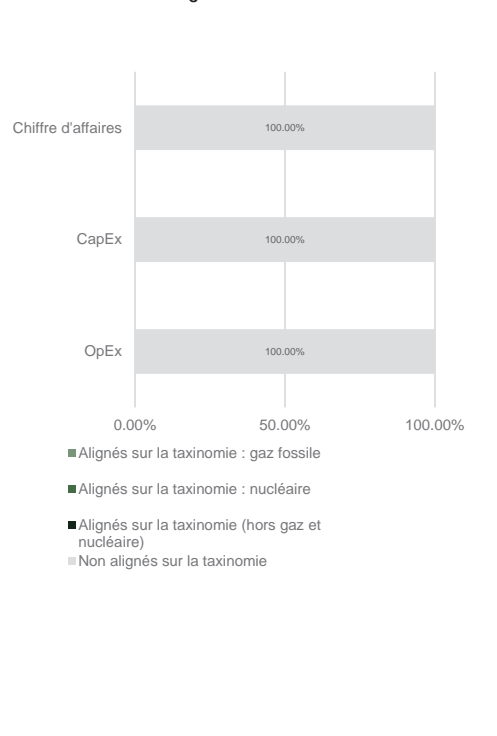 Chiffre d'affaires
100.00%
CapEx
100.00%
OpEx
100.00%
0.00% 50.00% 100.00%
Alignés sur la taxinomie : gaz fossile
Alignés sur la taxinomie : nucléaire
Alignés sur la taxinomie (hors gaz et
nucléaire)
Non alignés sur la taxinomie